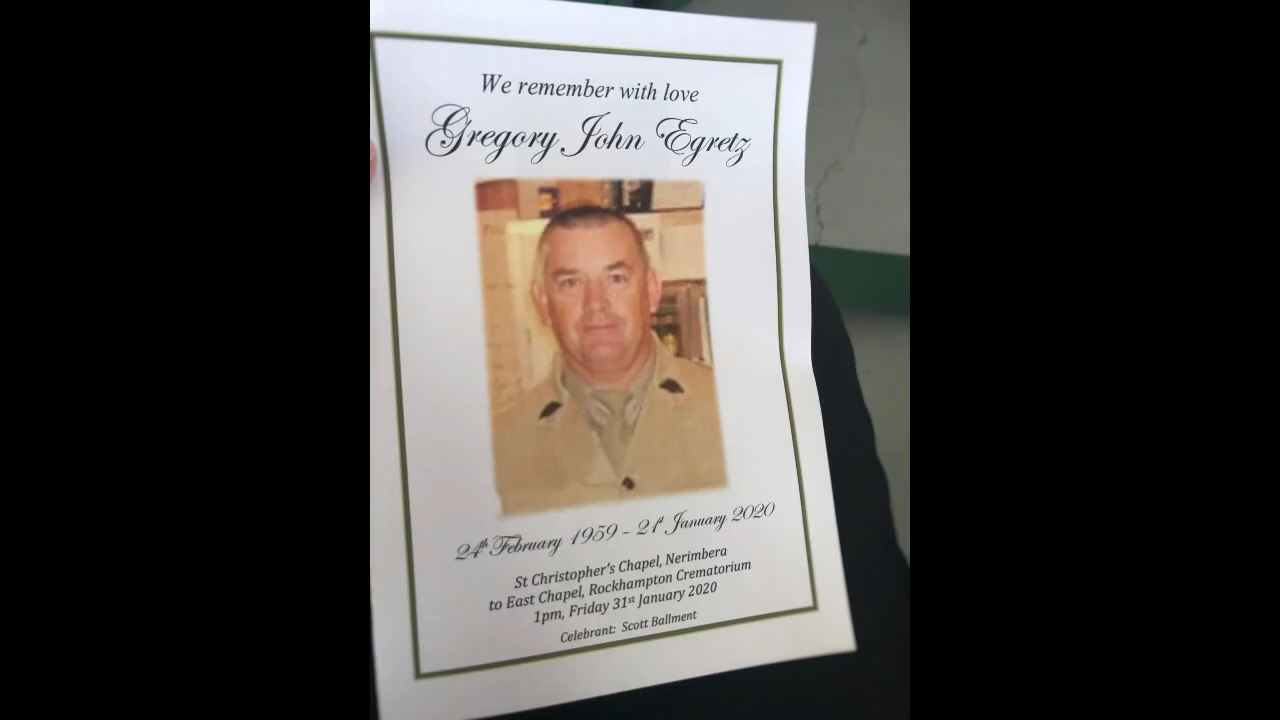 We remember with love
Gregory John Egretz
24th February 1959 - 21st January 2020
St Christopher's Chapel, Nerimbera
to East Chapel, Rockhampton Crematorium
1pm, Friday 31st January 2020
Celebrant: Scott Ballment